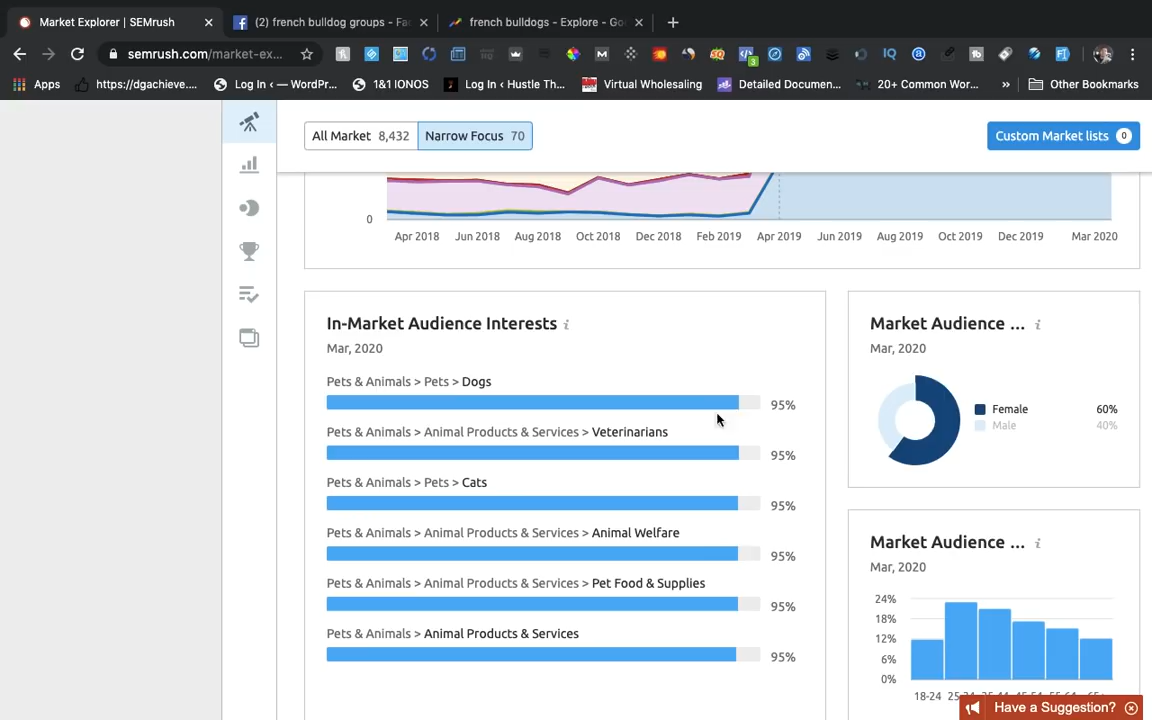 Market Explorer | SEMrush
(2) french bulldog groups - Fac
french bulldogs - Explore - Goo
semrush.com/market-ex...
Apps
https://dgachieve....
Log In ‹ — WordPr...
1&1 IONOS
Log In ‹ Hustle Th...
Virtual Wholesaling
Detailed Documen...
20+ Common Wor...
»
Other Bookmarks
All Market 8,432
Narrow Focus 70
Custom Market lists 0
0
Apr 2018 Jun 2018 Aug 2018 Oct 2018 Dec 2018 Feb 2019 Apr 2019 Jun 2019 Aug 2019 Oct 2019 Dec 2019 Mar 2020
In-Market Audience Interests i
Mar, 2020
Pets & Animals > Pets > Dogs
95%
Pets & Animals > Animal Products & Services > Veterinarians
95%
Pets & Animals > Pets > Cats
95%
Pets & Animals > Animal Products & Services > Animal Welfare
95%
Pets & Animals > Animal Products & Services > Pet Food & Supplies
95%
Pets & Animals > Animal Products & Services
95%
Market Audience ... i
Mar, 2020
Female 60%
Male 40%
Market Audience ... i
Mar, 2020
24%
18%
12%
6%
0%
18-24
Have a Suggestion?